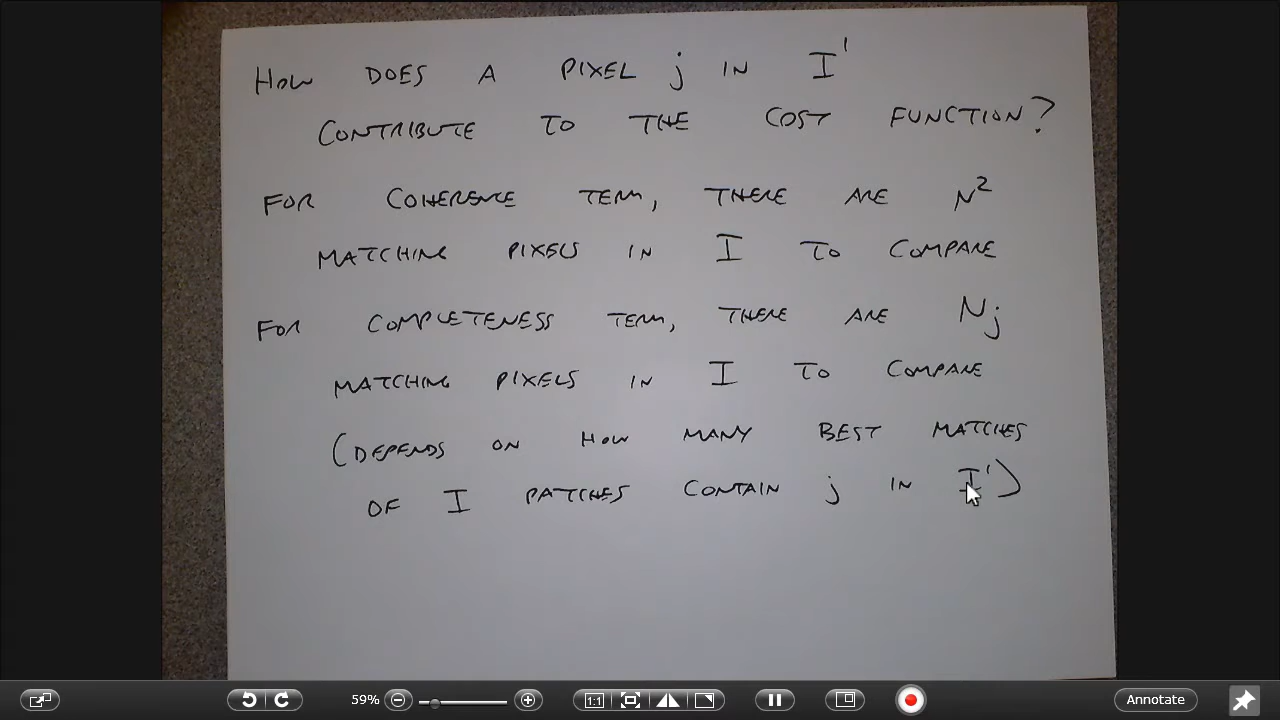 HOW DOES A PIXEL j IN I'
CONTRIBUTE TO THE COST FUNCTION?
FOR COHERENCE TERM, THERE ARE N²
MATCHING PIXELS IN I TO COMPARE
FOR COMPLETENESS TERM, THERE ARE Nj
MATCHING PIXELS IN I TO COMPARE
(DEPENDS ON HOW MANY BEST MATCHES
OF I PATCHES CONTAIN j IN I')
59%
1:1
Annotate